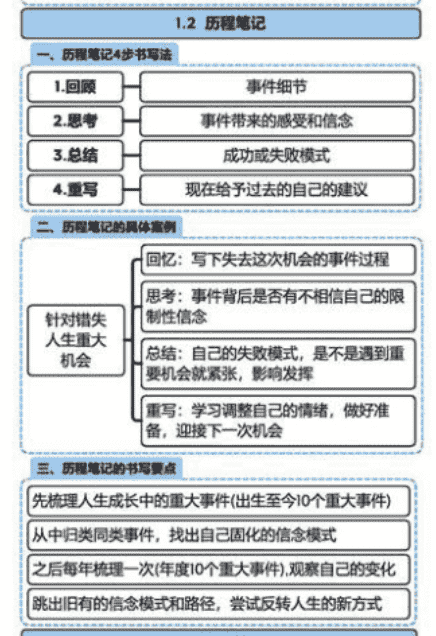 1.2 历程笔记
一、历程笔记4步书写法
1.回顾
事件细节
2.思考
事件带来的感受和信念
3.总结
成功或失败模式
4.重写
现在给予过去的自己的建议
二、历程笔记的具体案例
针对错失
人生重大
机会
回忆：写下失去这次机会的事件过程
思考：事件背后是否有不相信自己的限
制性信念
总结：自己的失败模式，是不是遇到重
要机会就紧张，影响发挥
重写：学习调整自己的情绪，做好准
备，迎接下一次机会
三、历程笔记的书写要点
先梳理人生成长中的重大事件(出生至今10个重大事件)
从中归类同类事件，找出自己固化的信念模式
之后每年梳理一次(年度10个重大事件),观察自己的变化
跳出旧有的信念模式和路径，尝试反转人生的新方式